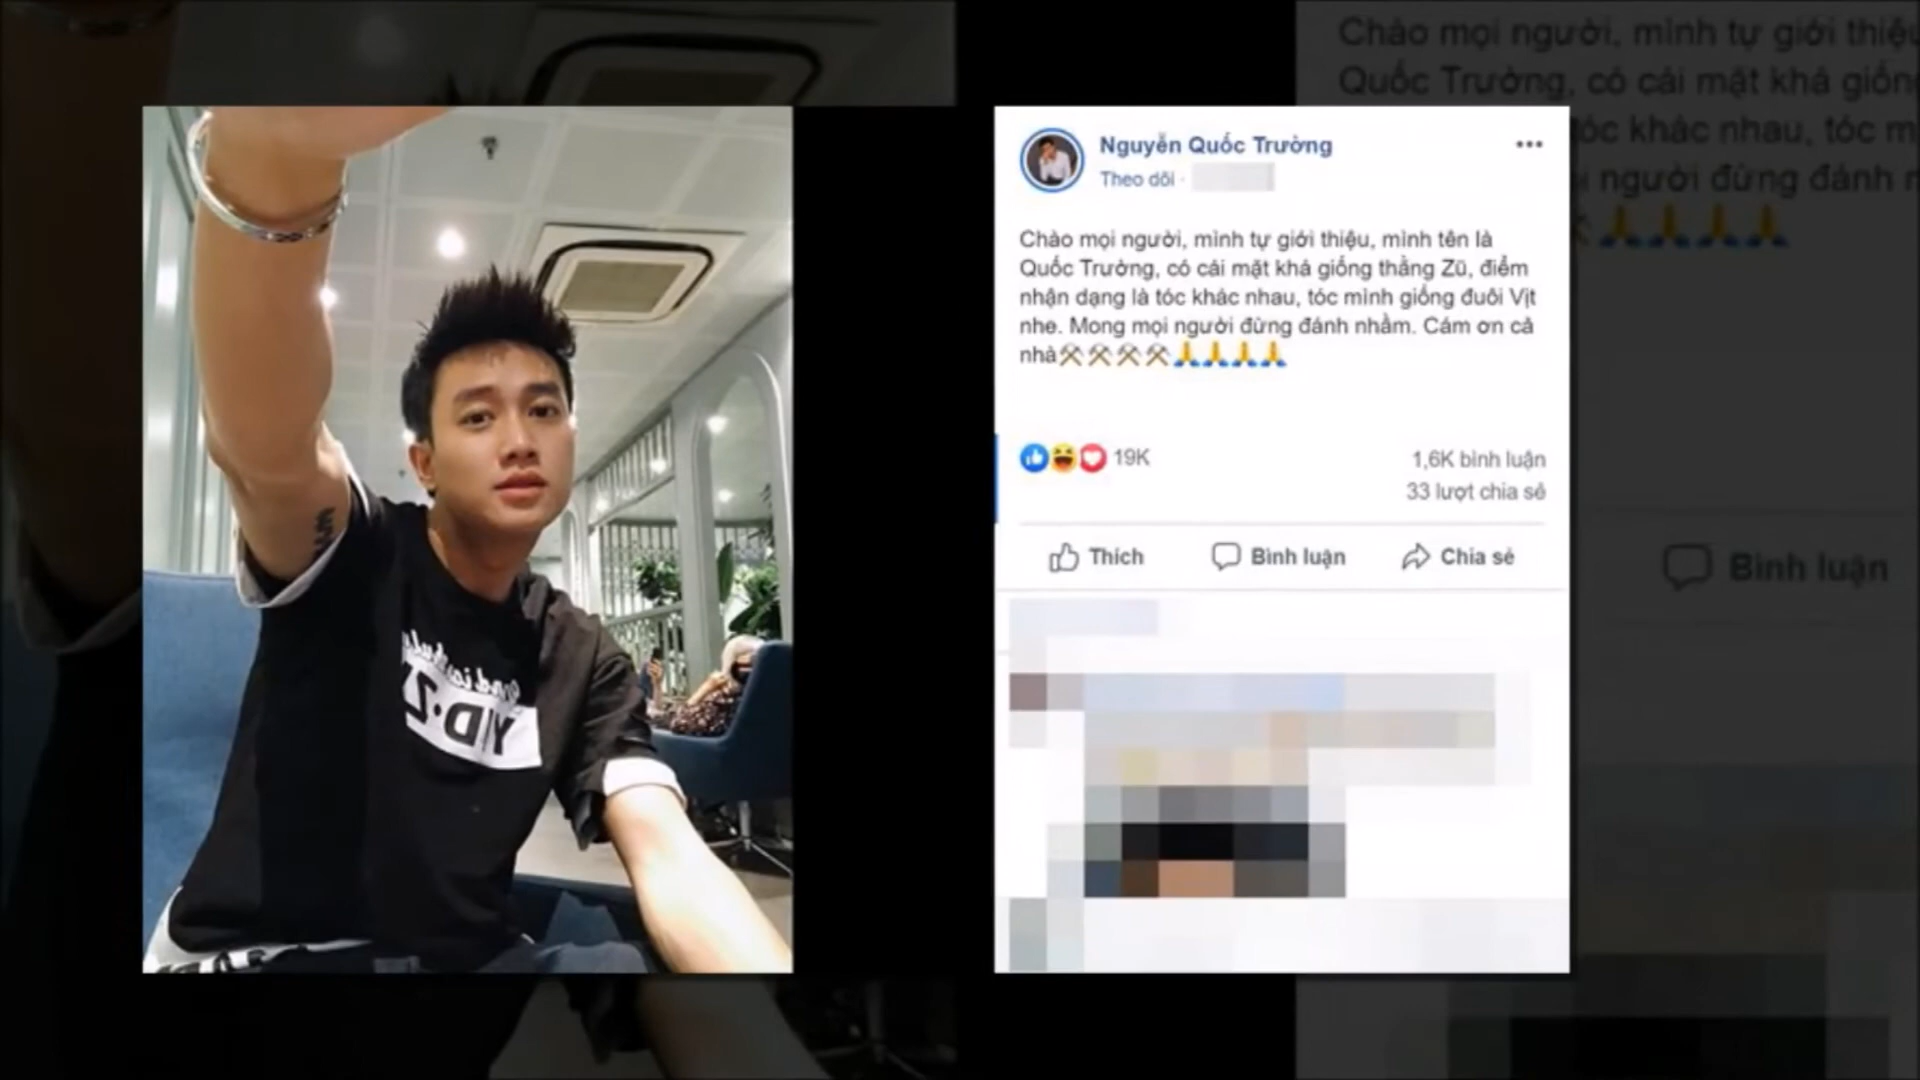 Nguyễn Quốc Trường
Theo dõi ·
Chào mọi người, mình tự giới thiệu, mình tên là
Quốc Trường, có cái mặt khá giống thằng Zũ, điểm
nhận dạng là tóc khác nhau, tóc mình giống đuôi Vịt
nhe. Mong mọi người đừng đánh nhầm. Cám ơn cả
nhà⚒⚒⚒⚒🙏🙏🙏🙏
19K
1,6K bình luận
33 lượt chia sẻ
Thích
Bình luận
Chia sẻ
Chào mọi người, mình tự giới thiệu
Quốc Trường, có cái mặt khá giống
tóc khác nhau, tóc m
người đừng đánh n
🙏🙏🙏🙏
Bình luận